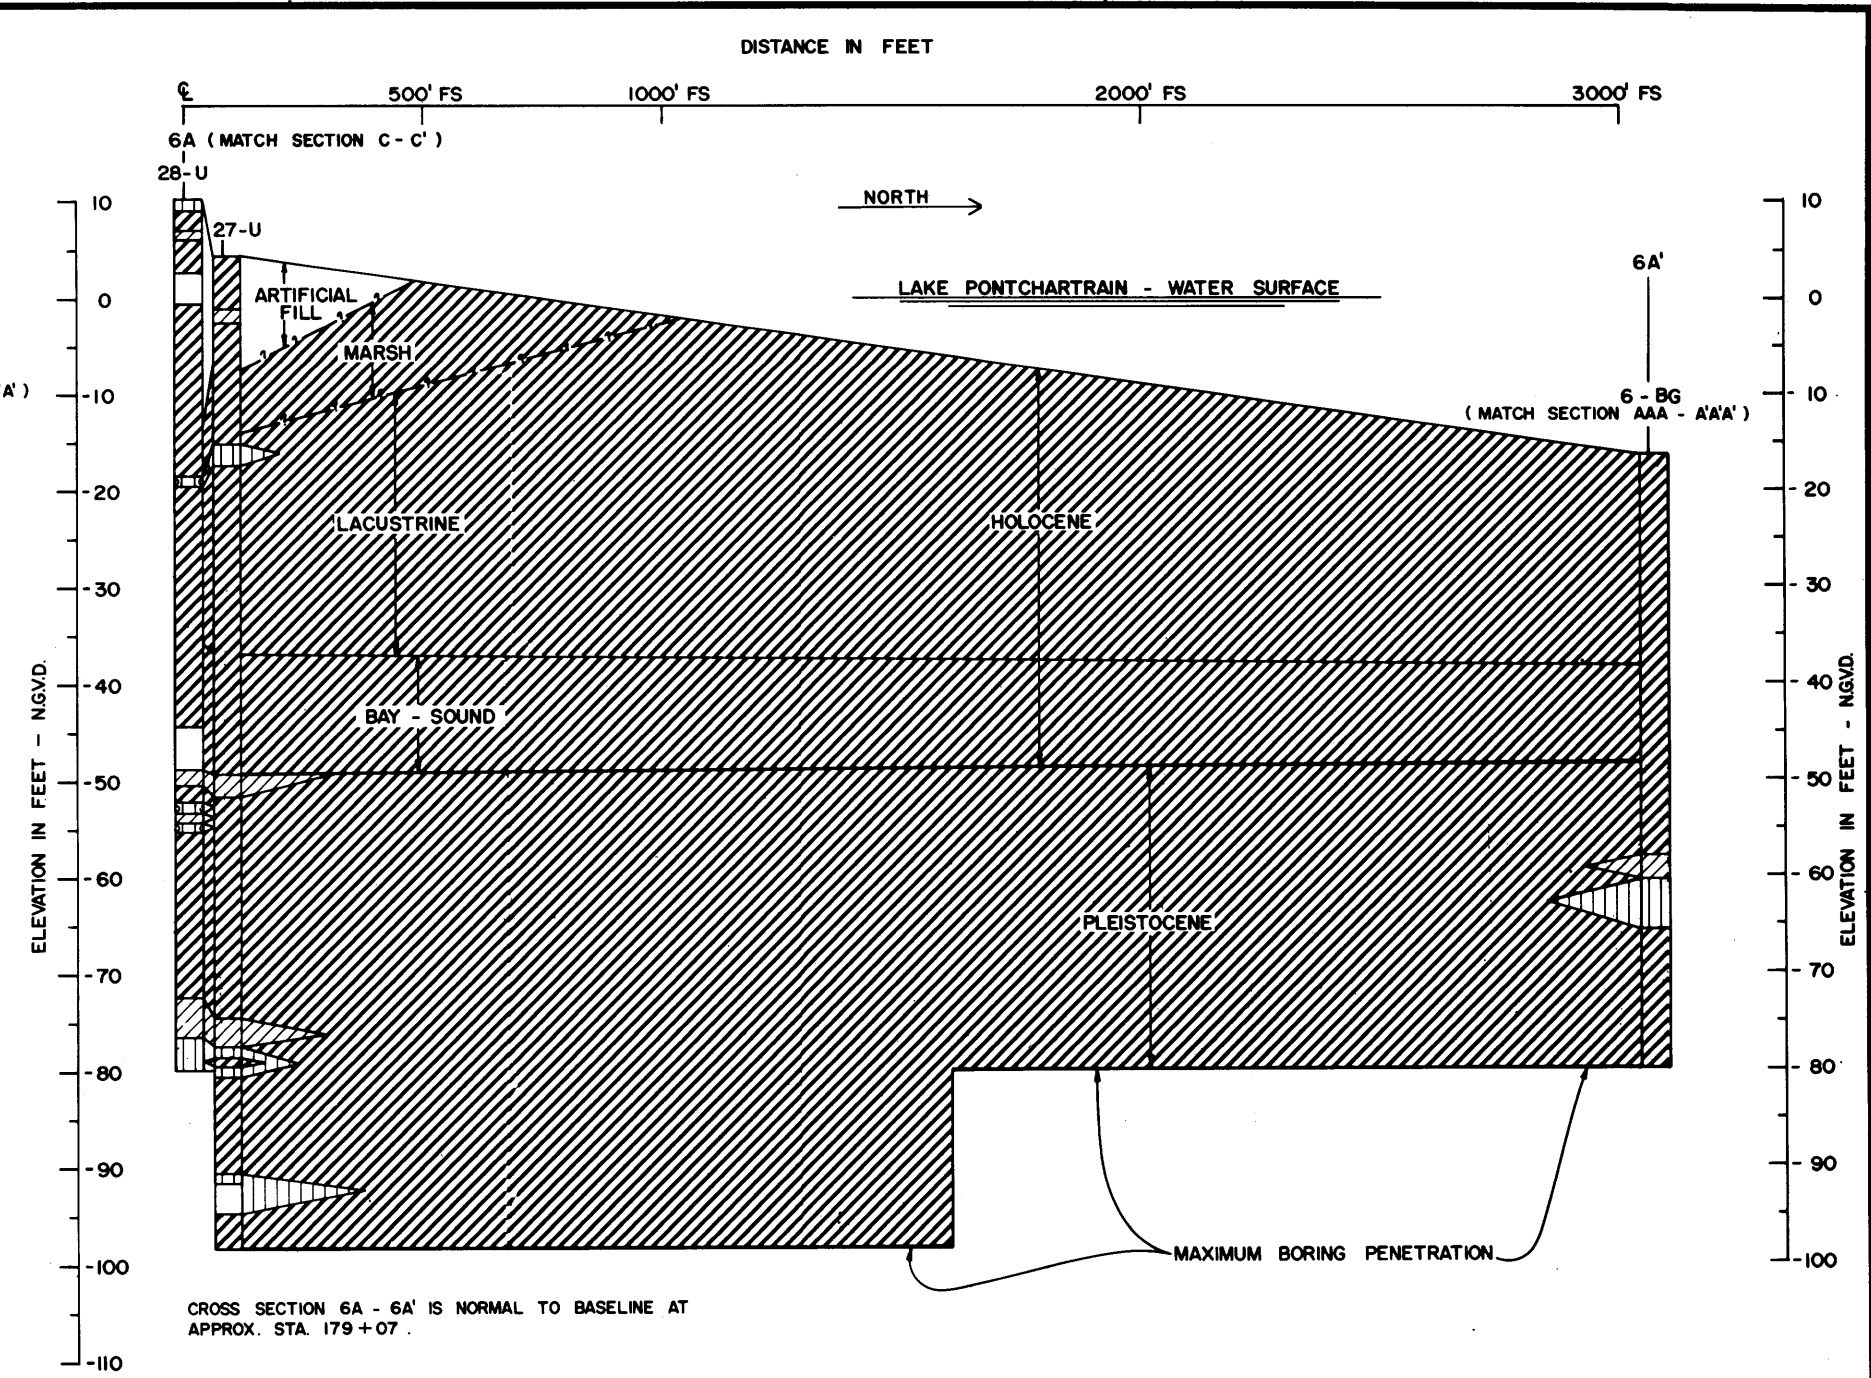 DISTANCE IN FEET
℄ 500' FS 1000' FS 2000' FS 3000' FS
6A (MATCH SECTION C - C')
28-U
27-U
NORTH
10
0
-10
-20
-30
-40
-50
-60
-70
-80
-90
-100
-110
ELEVATION IN FEET - N.G.V.D.
A')
ARTIFICIAL
FILL
MARSH
LACUSTRINE
BAY - SOUND
LAKE PONTCHARTRAIN - WATER SURFACE
HOLOCENE
PLEISTOCENE
6A'
6 - BG
(MATCH SECTION AAA - A'A'A')
10
0
- 10
- 20
- 30
- 40
- 50
- 60
- 70
- 80
- 90
-100
ELEVATION IN FEET - N.G.V.D.
MAXIMUM BORING PENETRATION
CROSS SECTION 6A - 6A' IS NORMAL TO BASELINE AT
APPROX. STA. 179+07.